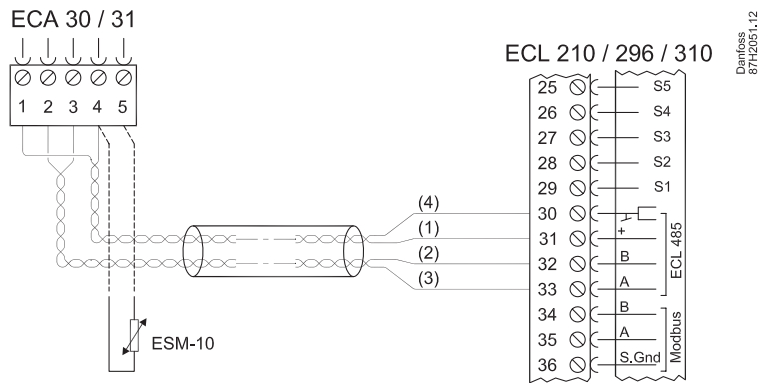 ECA 30 / 31
1 2 3 4 5
ESM-10
(4)
(1)
(2)
(3)
ECL 210 / 296 / 310
25 S5
26 S4
27 S3
28 S2
29 S1
30
31 +
32 B
33 A
34 B
35 A
36 S.Gnd
ECL 485
Modbus
Danfoss
87H2051.12